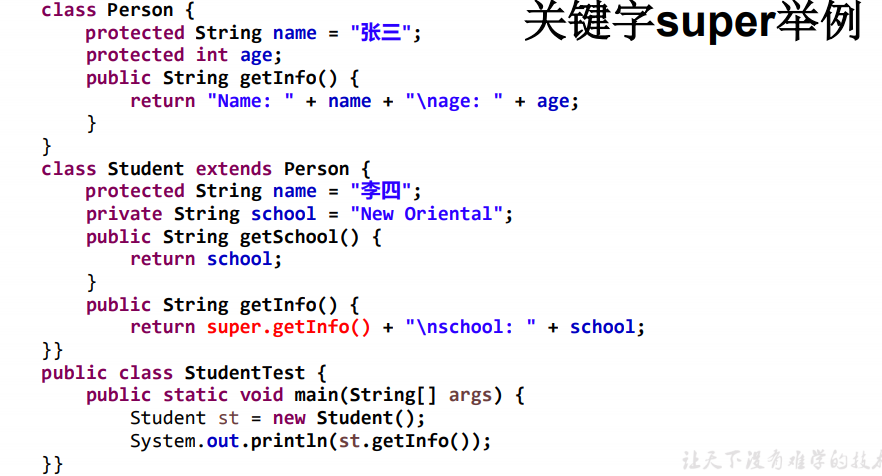 关键字super举例
class Person {
    protected String name = "张三";
    protected int age;
    public String getInfo() {
        return "Name: " + name + "\nage: " + age;
    }
}
class Student extends Person {
    protected String name = "李四";
    private String school = "New Oriental";
    public String getSchool() {
        return school;
    }
    public String getInfo() {
        return super.getInfo() + "\nschool: " + school;
}}
public class StudentTest {
    public static void main(String[] args) {
        Student st = new Student();
        System.out.println(st.getInfo());
}}
让天下没有难学的技